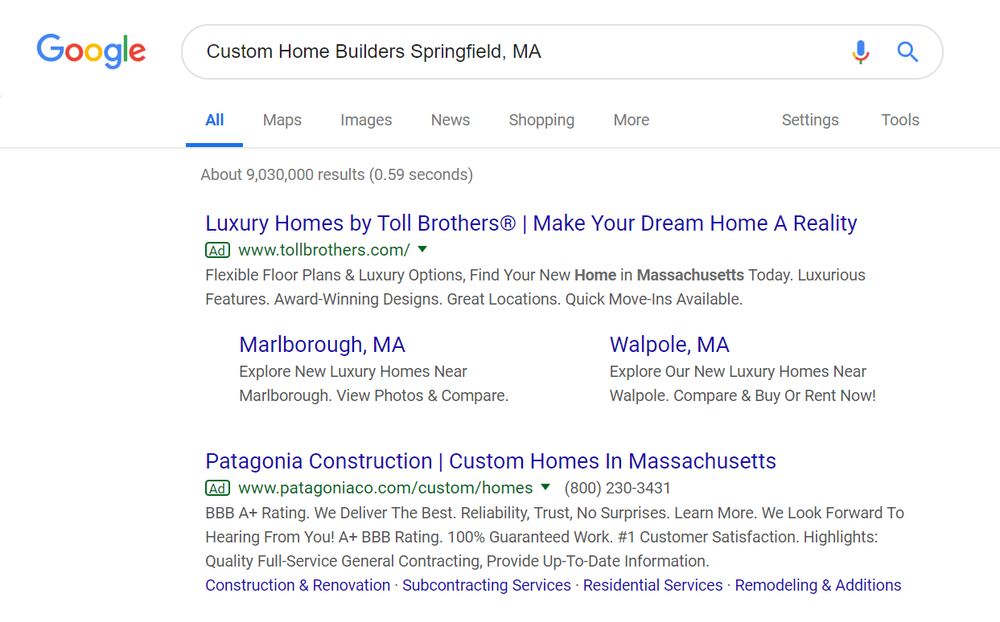 Google
Custom Home Builders Springfield, MA
All Maps Images News Shopping More Settings Tools
About 9,030,000 results (0.59 seconds)
Luxury Homes by Toll Brothers® | Make Your Dream Home A Reality
Ad www.tollbrothers.com/
Flexible Floor Plans & Luxury Options, Find Your New Home in Massachusetts Today. Luxurious
Features. Award-Winning Designs. Great Locations. Quick Move-Ins Available.
Marlborough, MA
Explore New Luxury Homes Near
Marlborough. View Photos & Compare.
Walpole, MA
Explore Our New Luxury Homes Near
Walpole. Compare & Buy Or Rent Now!
Patagonia Construction | Custom Homes In Massachusetts
Ad www.patagoniaco.com/custom/homes (800) 230-3431
BBB A+ Rating. We Deliver The Best. Reliability, Trust, No Surprises. Learn More. We Look Forward To
Hearing From You! A+ BBB Rating. 100% Guaranteed Work. #1 Customer Satisfaction. Highlights:
Quality Full-Service General Contracting, Provide Up-To-Date Information.
Construction & Renovation · Subcontracting Services · Residential Services · Remodeling & Additions